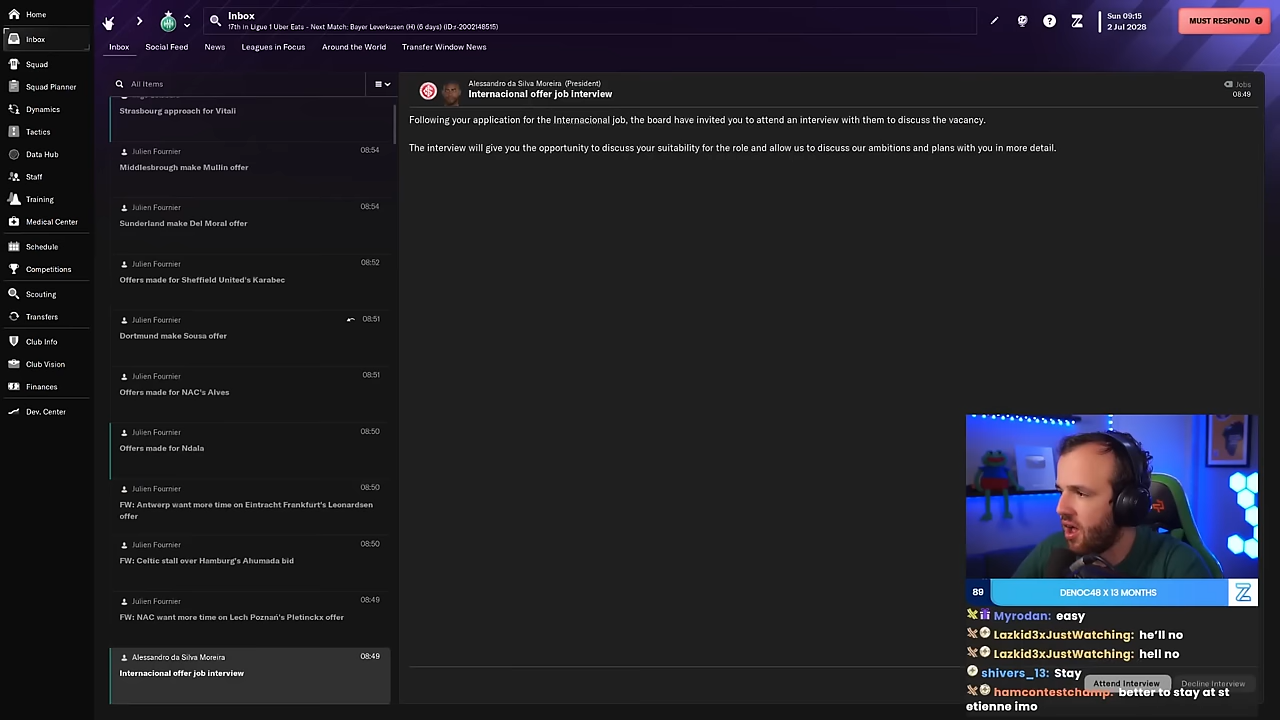 Home
Inbox
Squad
Squad Planner
Dynamics
Tactics
Data Hub
Staff
Training
Medical Center
Schedule
Competitions
Scouting
Transfers
Club Info
Club Vision
Finances
Dev. Center
Inbox
17th in Ligue 1 Uber Eats - Next Match: Bayer Leverkusen (H) (6 days) (IDr-2002148515)
Sun 09:15
2 Jul 2028
MUST RESPOND
Inbox Social Feed News Leagues in Focus Around the World Transfer Window News
All Items
Strasbourg approach for Vitali
Julien Fournier 08:54
Middlesbrough make Mullin offer
Julien Fournier 08:54
Sunderland make Del Moral offer
Julien Fournier 08:52
Offers made for Sheffield United's Karabec
Julien Fournier 08:51
Dortmund make Sousa offer
Julien Fournier 08:51
Offers made for NAC's Alves
Julien Fournier 08:50
Offers made for Ndala
Julien Fournier 08:50
FW: Antwerp want more time on Eintracht Frankfurt's Leonardsen
offer
Julien Fournier 08:50
FW: Celtic stall over Hamburg's Ahumada bid
Julien Fournier 08:49
FW: NAC want more time on Lech Poznań's Pletinckx offer
Alessandro da Silva Moreira 08:49
Internacional offer job interview
Alessandro da Silva Moreira (President)
Internacional offer job interview
Jobs
08:49
Following your application for the Internacional job, the board have invited you to attend an interview with them to discuss the vacancy.
The interview will give you the opportunity to discuss your suitability for the role and allow us to discuss our ambitions and plans with you in more detail.
89 DENOC48 X 13 MONTHS Z
Myrodan: easy
Lazkid3xJustWatching: he'll no
Lazkid3xJustWatching: hell no
shivers_13: Stay
Attend Interview Decline Interview
hamcontestchamp: better to stay at st
etienne imo